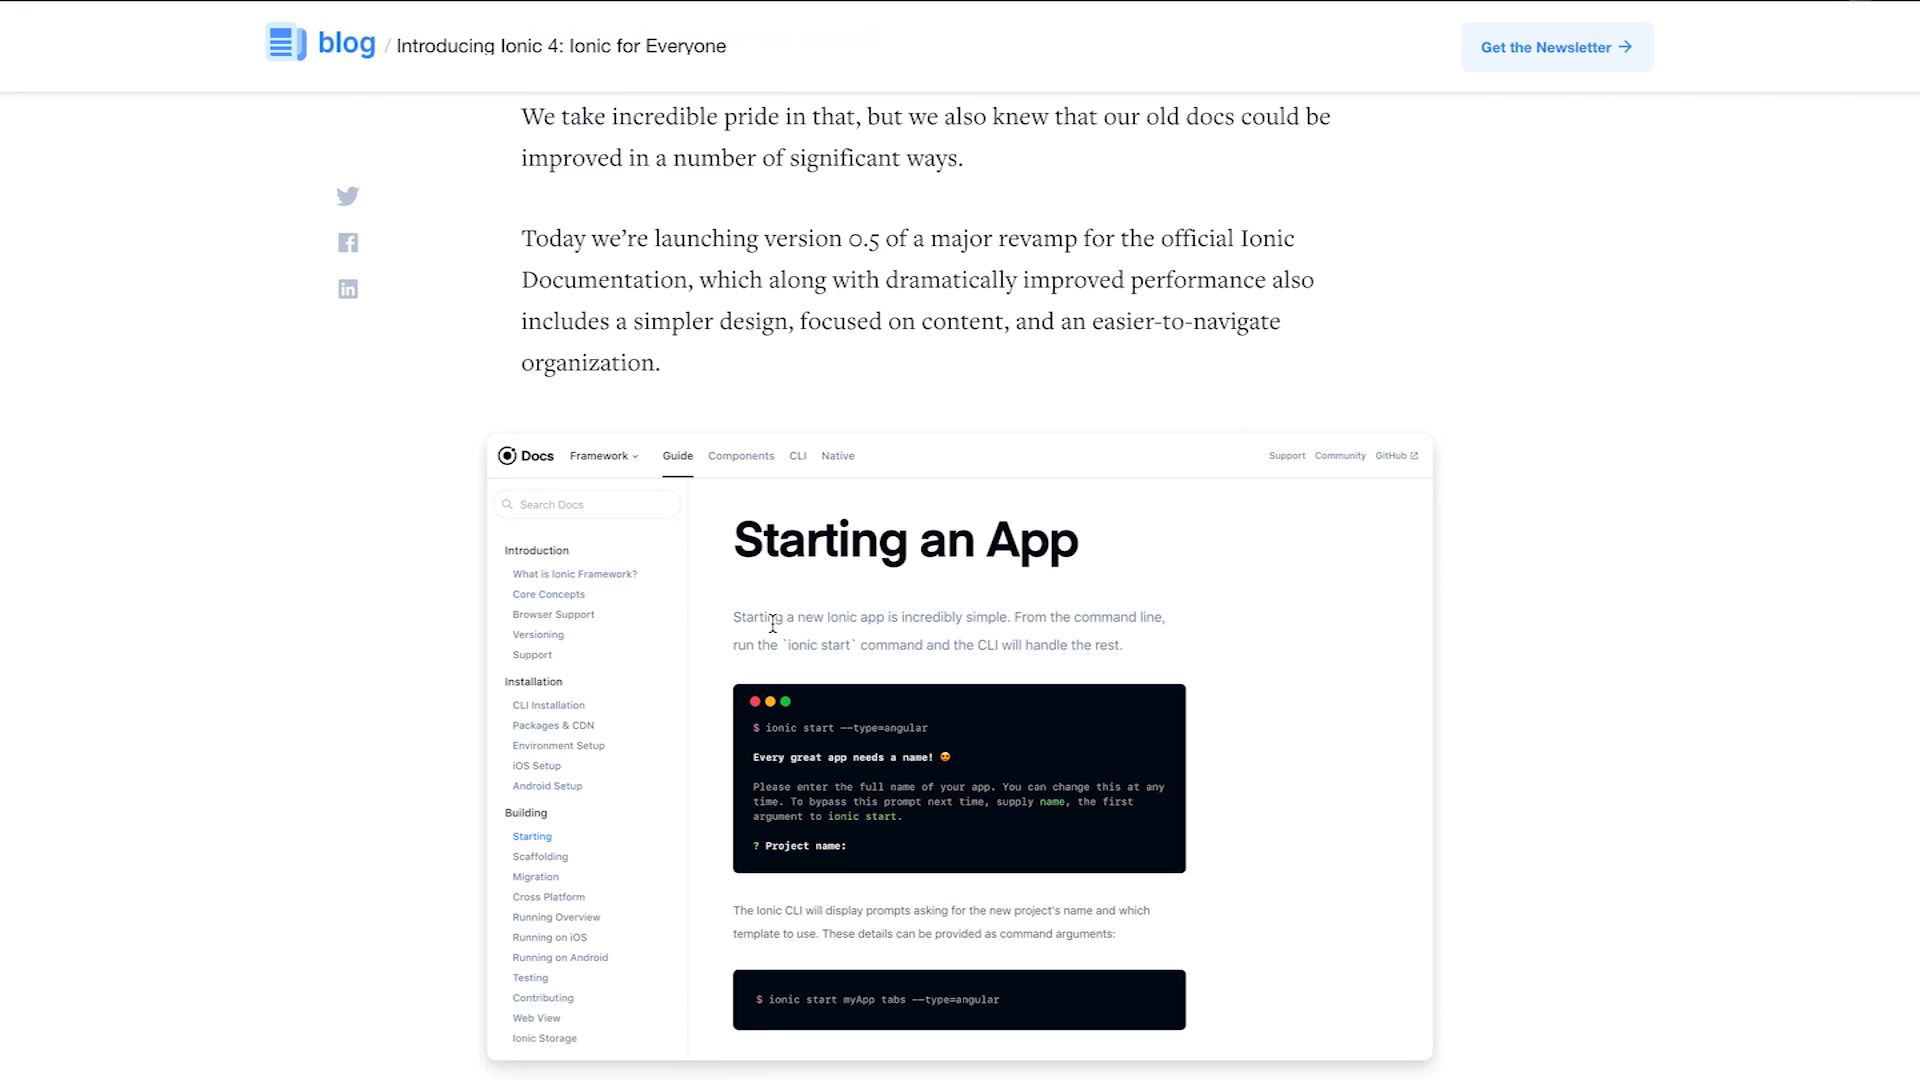 blog / Introducing Ionic 4: Ionic for Everyone
Get the Newsletter →
We take incredible pride in that, but we also knew that our old docs could be
improved in a number of significant ways.
Today we’re launching version 0.5 of a major revamp for the official Ionic
Documentation, which along with dramatically improved performance also
includes a simpler design, focused on content, and an easier-to-navigate
organization.
Docs Framework Guide Components CLI Native
Support Community GitHub
Search Docs
Introduction
What is Ionic Framework?
Core Concepts
Browser Support
Versioning
Support
Installation
CLI Installation
Packages & CDN
Environment Setup
iOS Setup
Android Setup
Building
Starting
Scaffolding
Migration
Cross Platform
Running Overview
Running on iOS
Running on Android
Testing
Contributing
Web View
Ionic Storage
Starting an App
Starting a new Ionic app is incredibly simple. From the command line,
run the `ionic start` command and the CLI will handle the rest.
$ ionic start --type=angular
Every great app needs a name! 😍
Please enter the full name of your app. You can change this at any
time. To bypass this prompt next time, supply name, the first
argument to ionic start.
? Project name:
The Ionic CLI will display prompts asking for the new project's name and which
template to use. These details can be provided as command arguments:
$ ionic start myApp tabs --type=angular